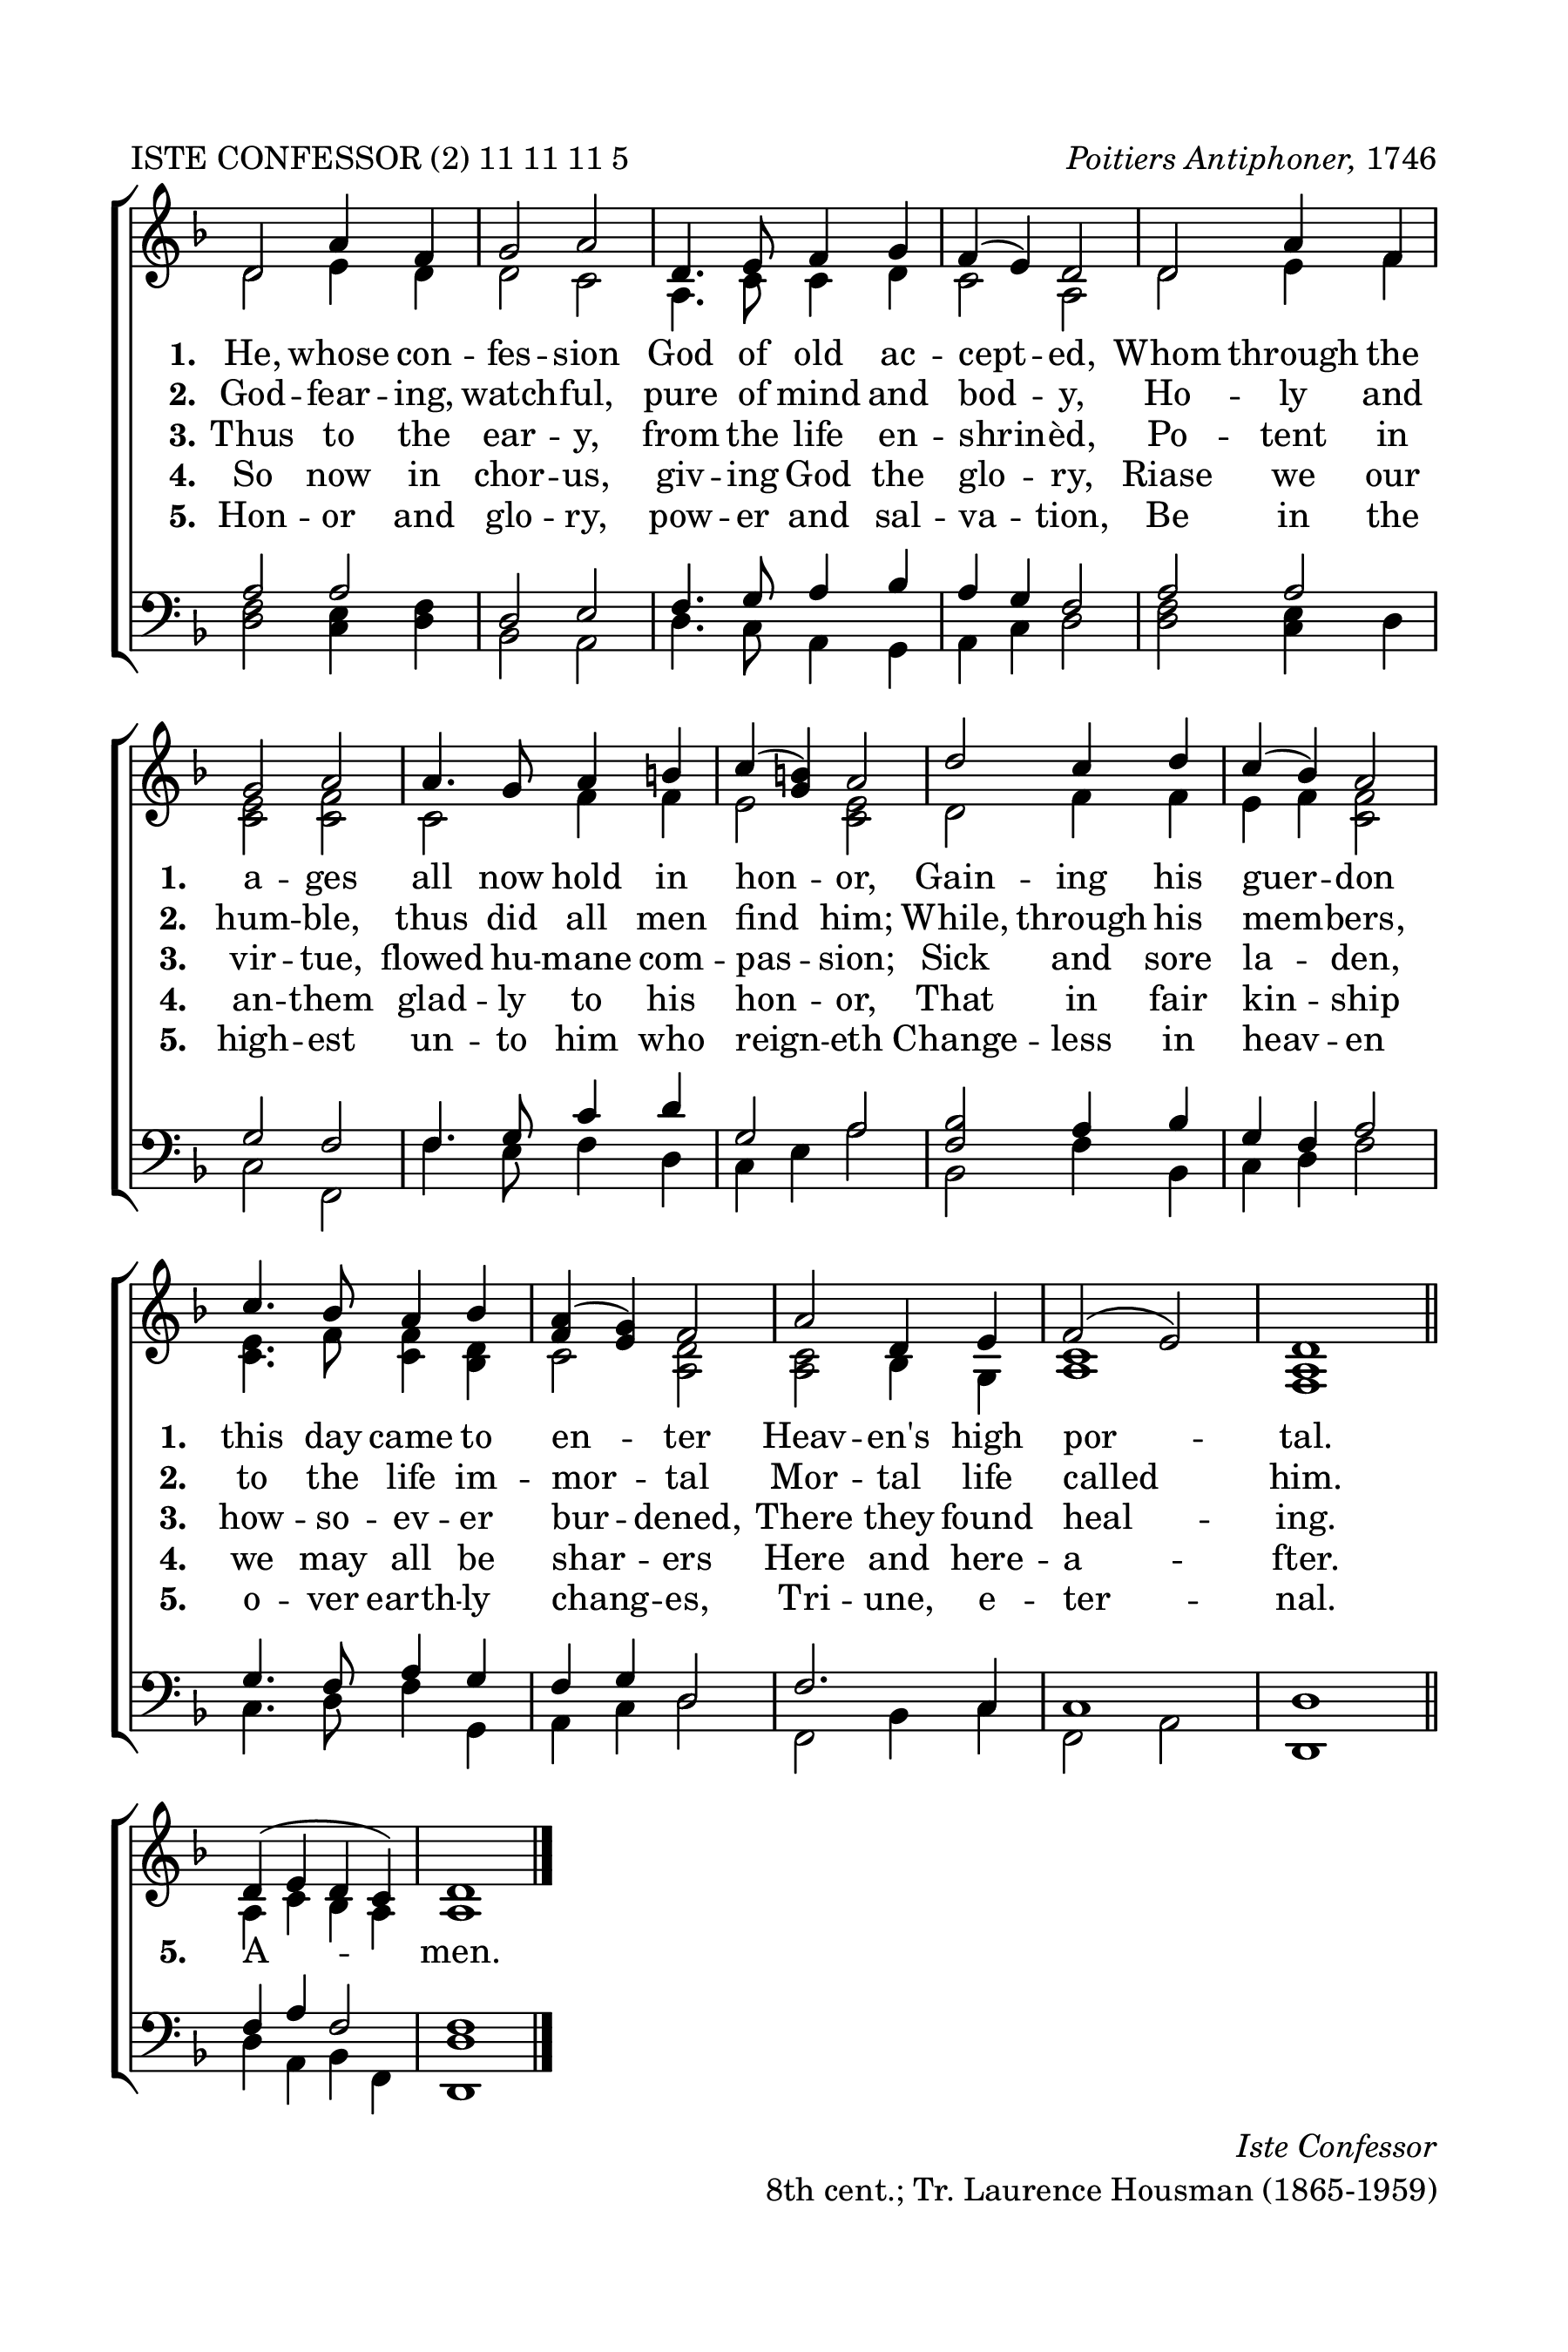 ISTE CONFESSOR (2) 11 11 11 5 Poitiers Antiphoner, 1746
1. He, whose con -- fes -- sion God of old ac -- cept -- ed, Whom through the
2. God -- fear -- ing, watch -- ful, pure of mind and bod -- y, Ho -- ly and
3. Thus to the ear -- y, from the life en -- shrin -- èd, Po -- tent in
4. So now in chor -- us, giv -- ing God the glo -- ry, Riase we our
5. Hon -- or and glo -- ry, pow -- er and sal -- va -- tion, Be in the
1. a -- ges all now hold in hon -- or, Gain -- ing his guer -- don
2. hum -- ble, thus did all men find him; While, through his mem -- bers,
3. vir -- tue, flowed hu -- mane com -- pas -- sion; Sick and sore la -- den,
4. an -- them glad -- ly to his hon -- or, That in fair kin -- ship
5. high -- est un -- to him who reign -- eth Change -- less in heav -- en
1. this day came to en -- ter Heav -- en's high por -- tal.
2. to the life im -- mor -- tal Mor -- tal life called him.
3. how -- so -- ev -- er bur -- dened, There they found heal -- ing.
4. we may all be shar -- ers Here and here -- a -- fter.
5. o -- ver earth -- ly chang -- es, Tri -- une, e -- ter -- nal.
5. A -- men.
Iste Confessor
8th cent.; Tr. Laurence Housman (1865-1959)